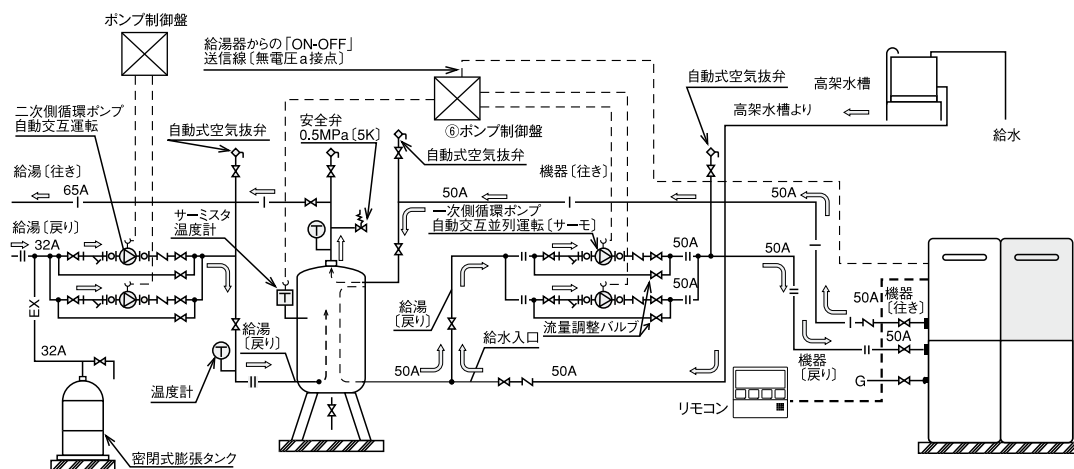 ポンプ制御盤
給湯器からの「ON-OFF」
送信線〔無電圧a接点〕
自動式空気抜弁
高架水槽
高架水槽より
給水
二次側循環ポンプ
自動交互運転
自動式空気抜弁
安全弁
0.5MPa〔5K〕
自動式空気抜弁
⑥ポンプ制御盤
給湯〔往き〕
65A
50A
機器〔往き〕
50A
給湯〔戻り〕
32A
サーミスタ
温度計
T
一次側循環ポンプ
自動交互並列運転〔サーモ〕
50A
50A
50A
T
EX
32A
T
温度計
給湯
〔戻り〕
給湯
〔戻り〕
給水入口
流量調整バルブ
50A
50A
50A
機器
〔往き〕
50A
機器
〔戻り〕
G
リモコン
密閉式膨張タンク